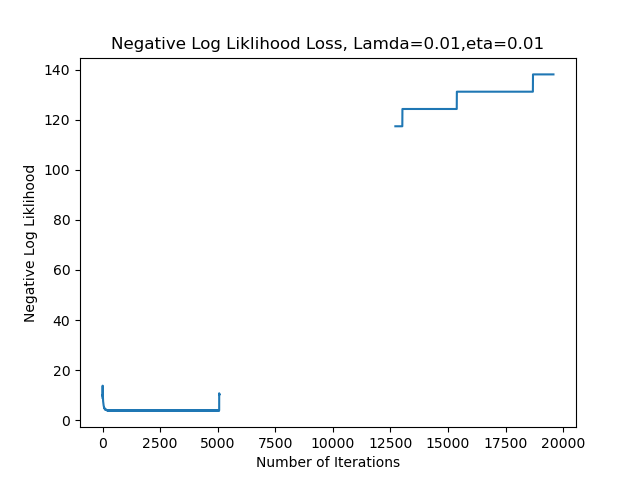 Negative Log Liklihood Loss, Lamda=0.01,eta=0.01
Negative Log Liklihood
140
120
100
80
60
40
20
0
0 2500 5000 7500 10000 12500 15000 17500 20000
Number of Iterations